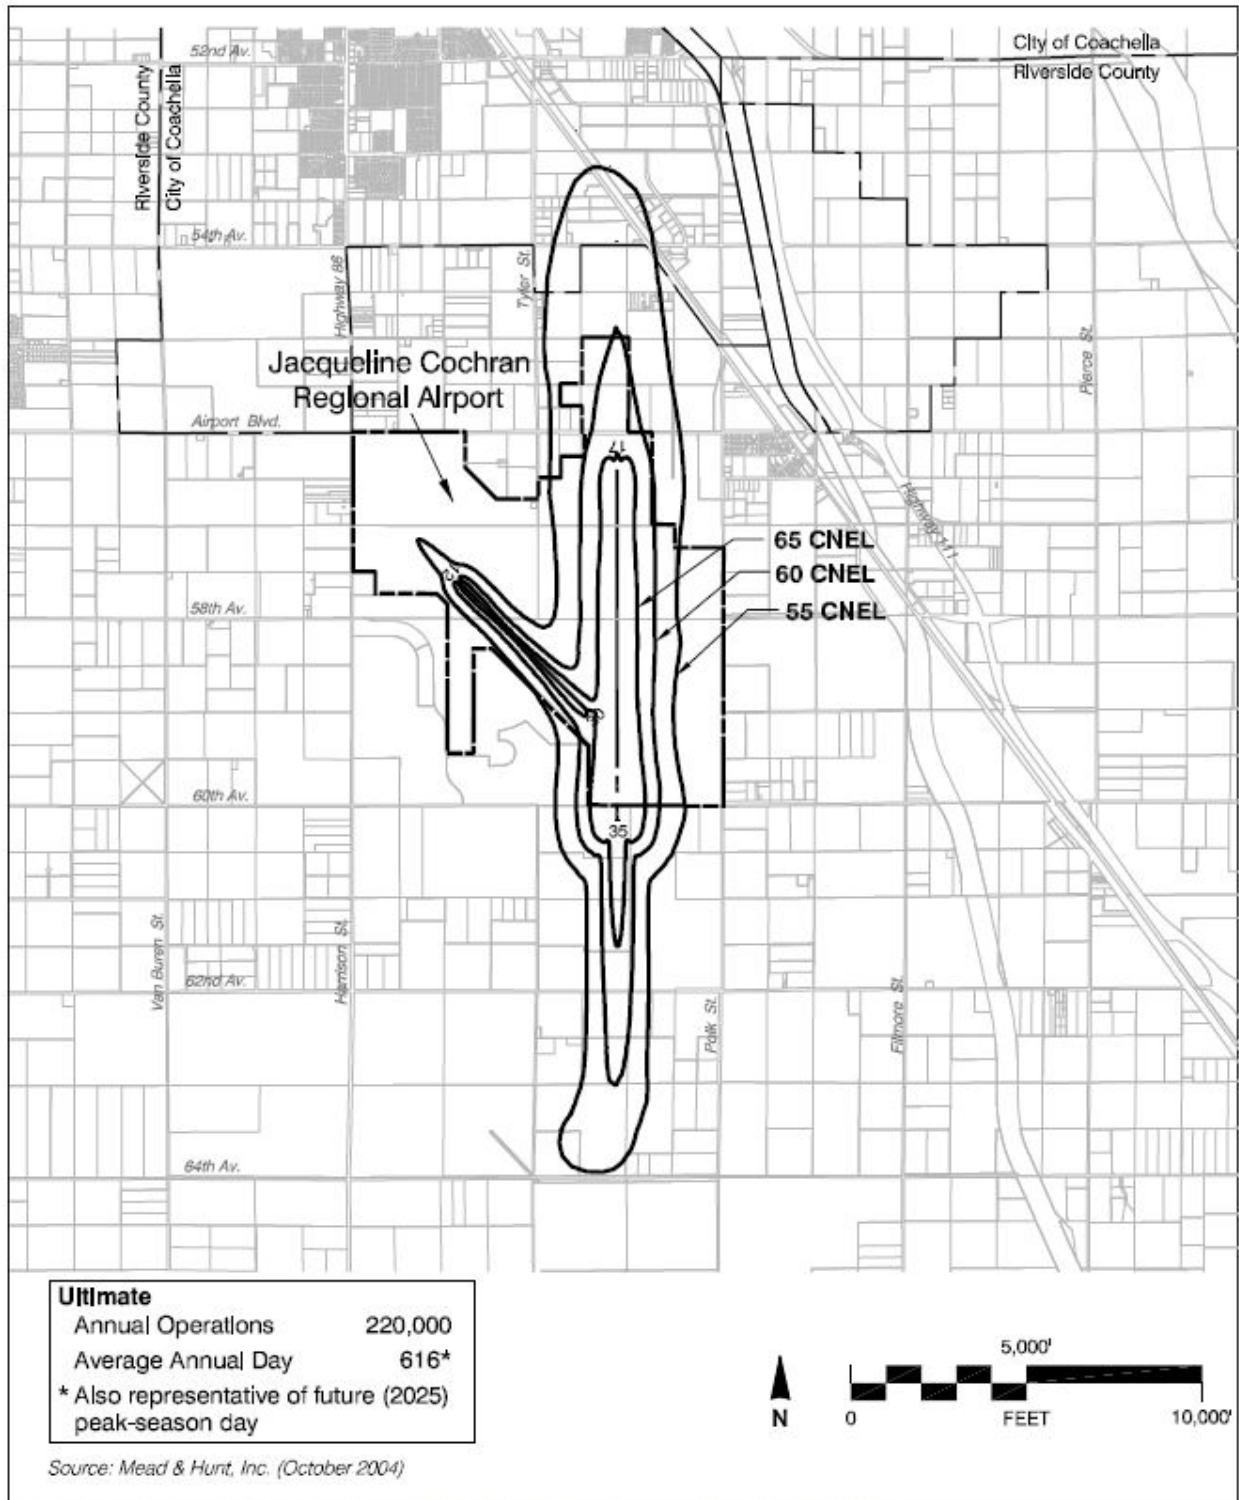 City of Coachella
Riverside County
52nd Av.
Riverside County
City of Coachella
54th Av.
Highway 86
Tyler St.
Pierce St.
Jacqueline Cochran
Regional Airport
Airport Blvd.
17
Highway 111
65 CNEL
60 CNEL
55 CNEL
12
58th Av.
30
60th Av.
35
Van Buren St.
Harrison St.
62nd Av.
Polk St.
Fillmore St.
64th Av.
Ultimate
Annual Operations 220,000
Average Annual Day 616*
* Also representative of future (2025)
peak-season day
5,000'
N
0 FEET 10,000'
Source: Mead & Hunt, Inc. (October 2004)